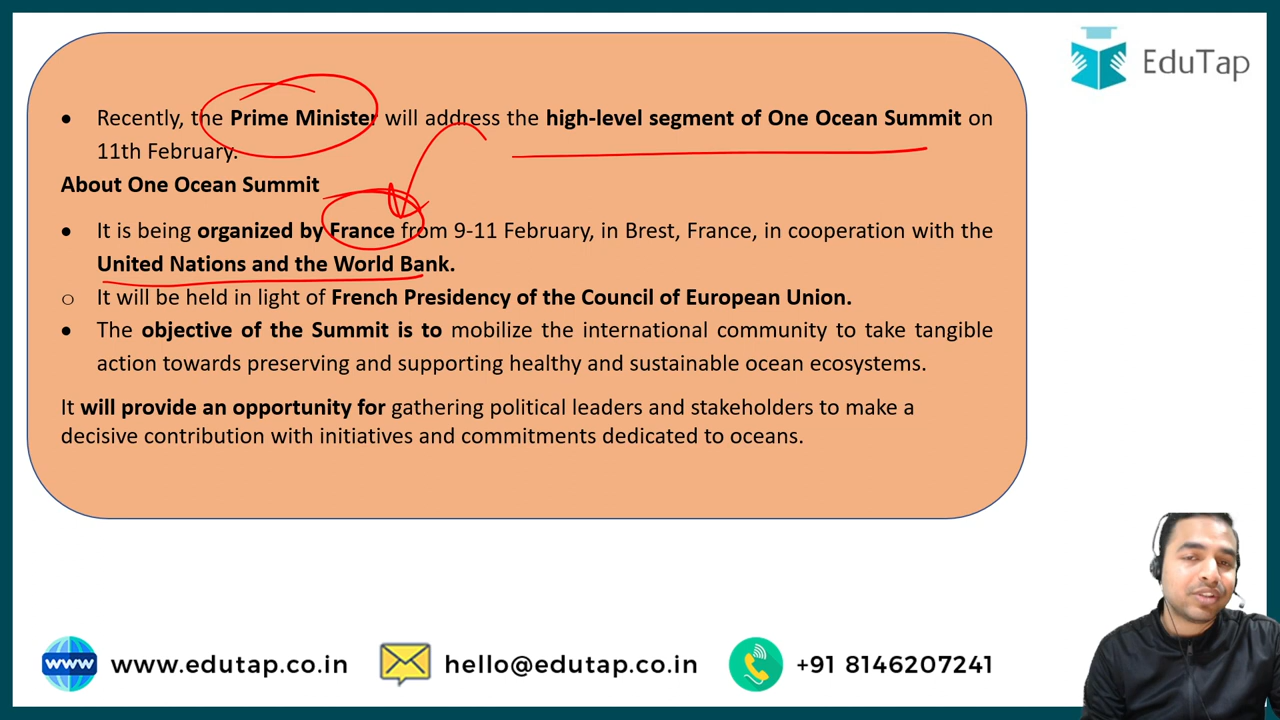 EduTap
• Recently, the Prime Minister will address the high-level segment of One Ocean Summit on
11th February.
About One Ocean Summit
• It is being organized by France from 9-11 February, in Brest, France, in cooperation with the
United Nations and the World Bank.
o It will be held in light of French Presidency of the Council of European Union.
• The objective of the Summit is to mobilize the international community to take tangible
action towards preserving and supporting healthy and sustainable ocean ecosystems.
It will provide an opportunity for gathering political leaders and stakeholders to make a
decisive contribution with initiatives and commitments dedicated to oceans.
www www.edutap.co.in hello@edutap.co.in +91 8146207241